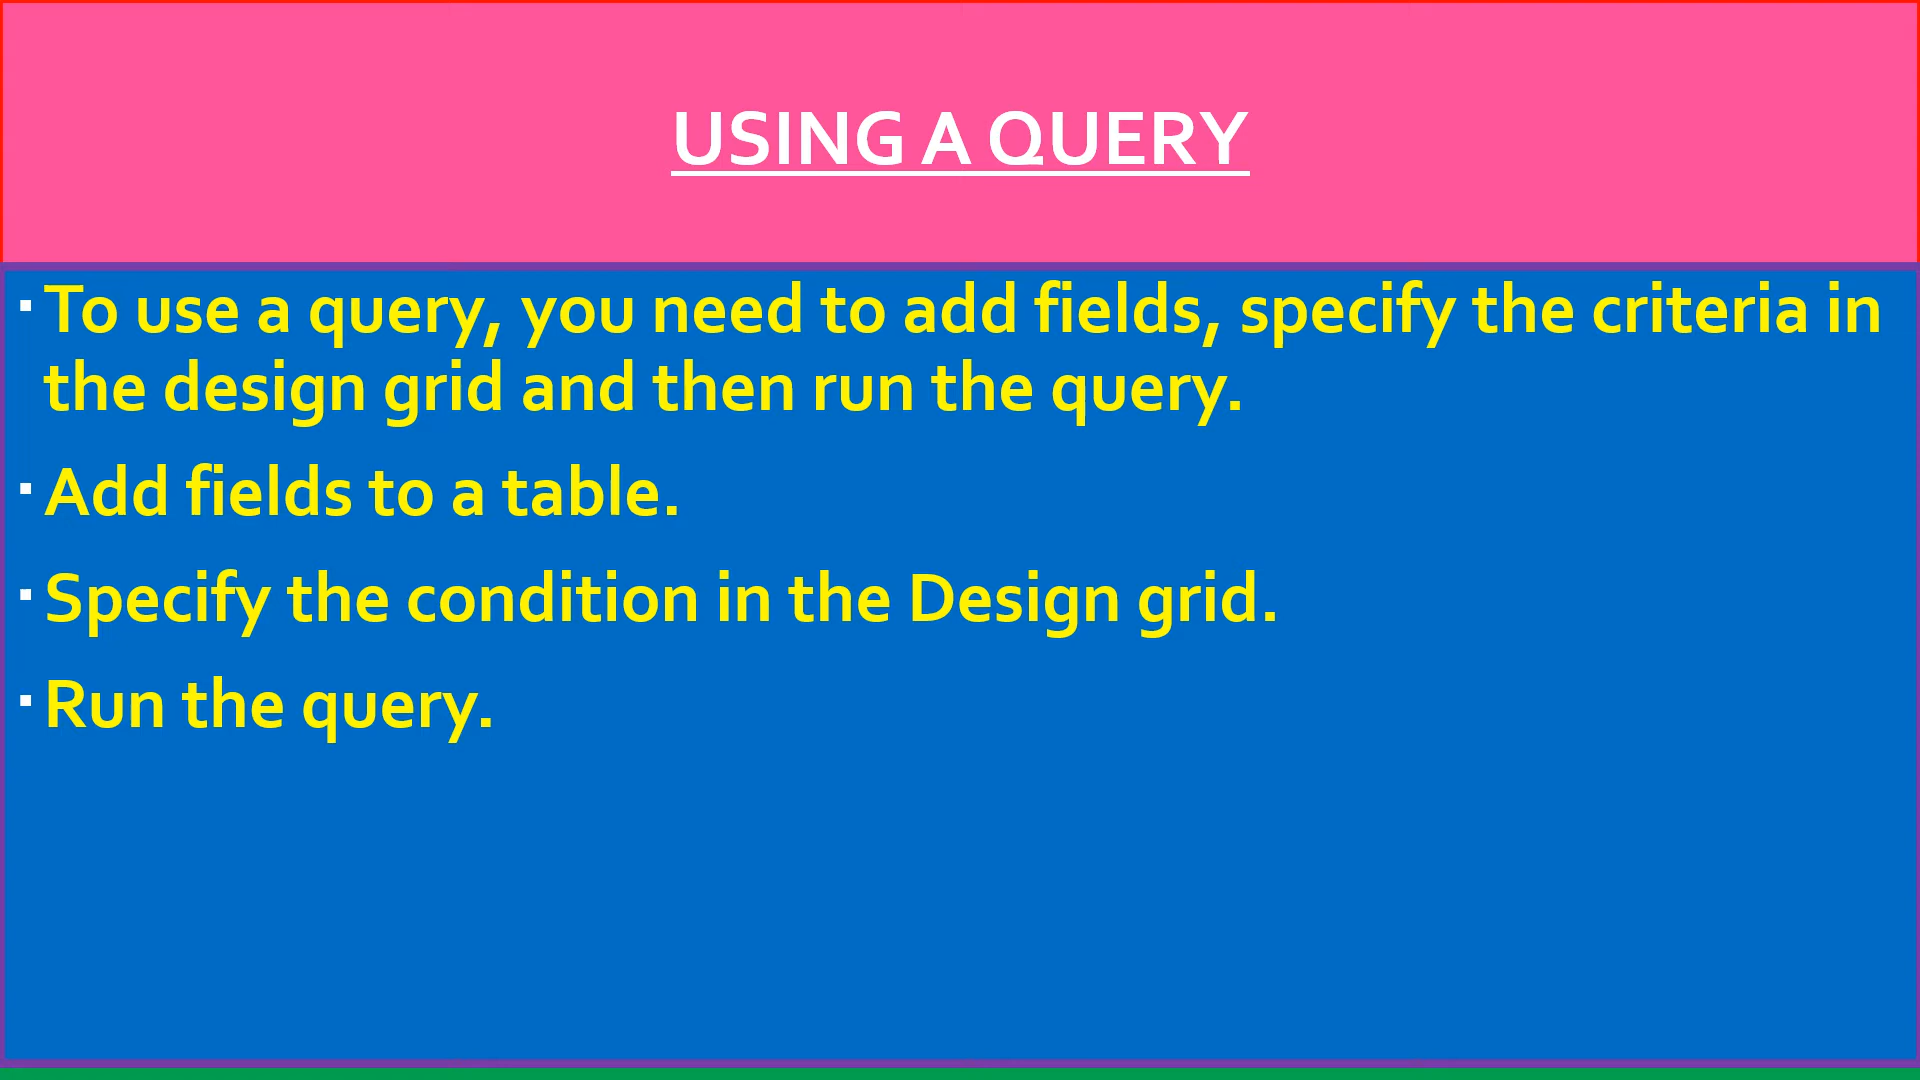 USING A QUERY
▪ To use a query, you need to add fields, specify the criteria in
the design grid and then run the query.
▪ Add fields to a table.
▪ Specify the condition in the Design grid.
▪ Run the query.